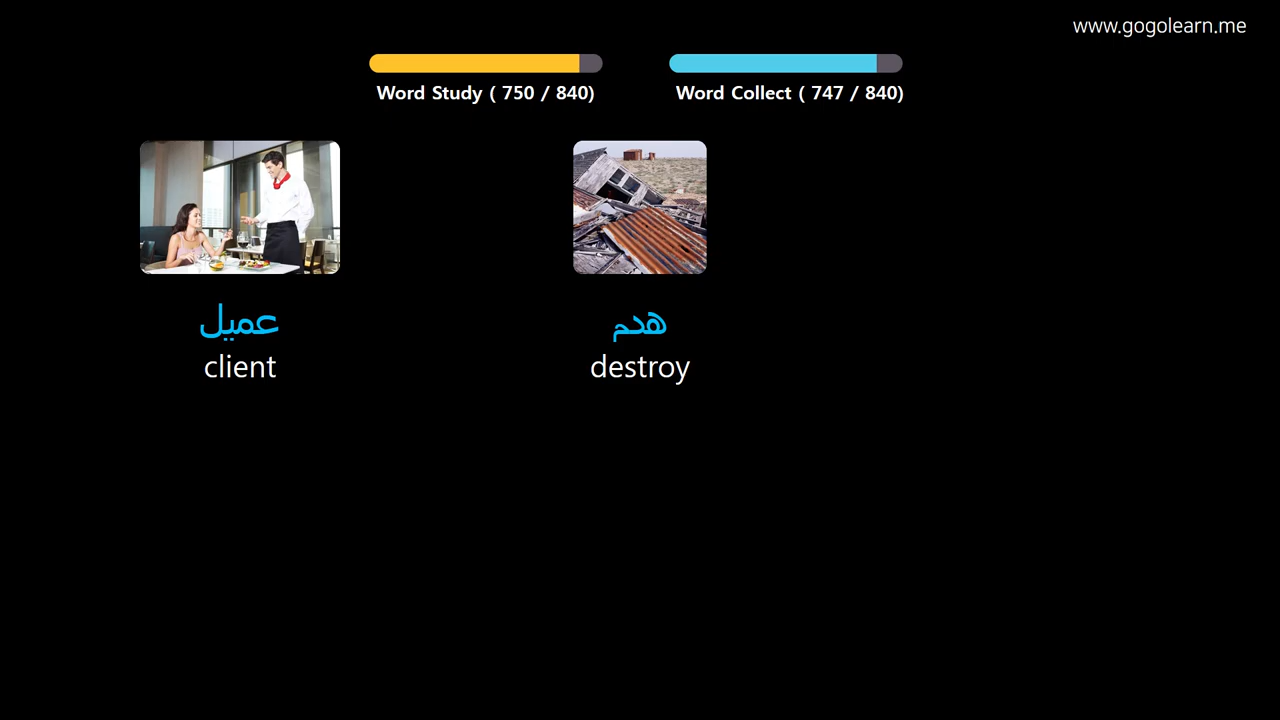 www.gogolearn.me
Word Study ( 750 / 840)
Word Collect ( 747 / 840)
عميل
client
هدم
destroy